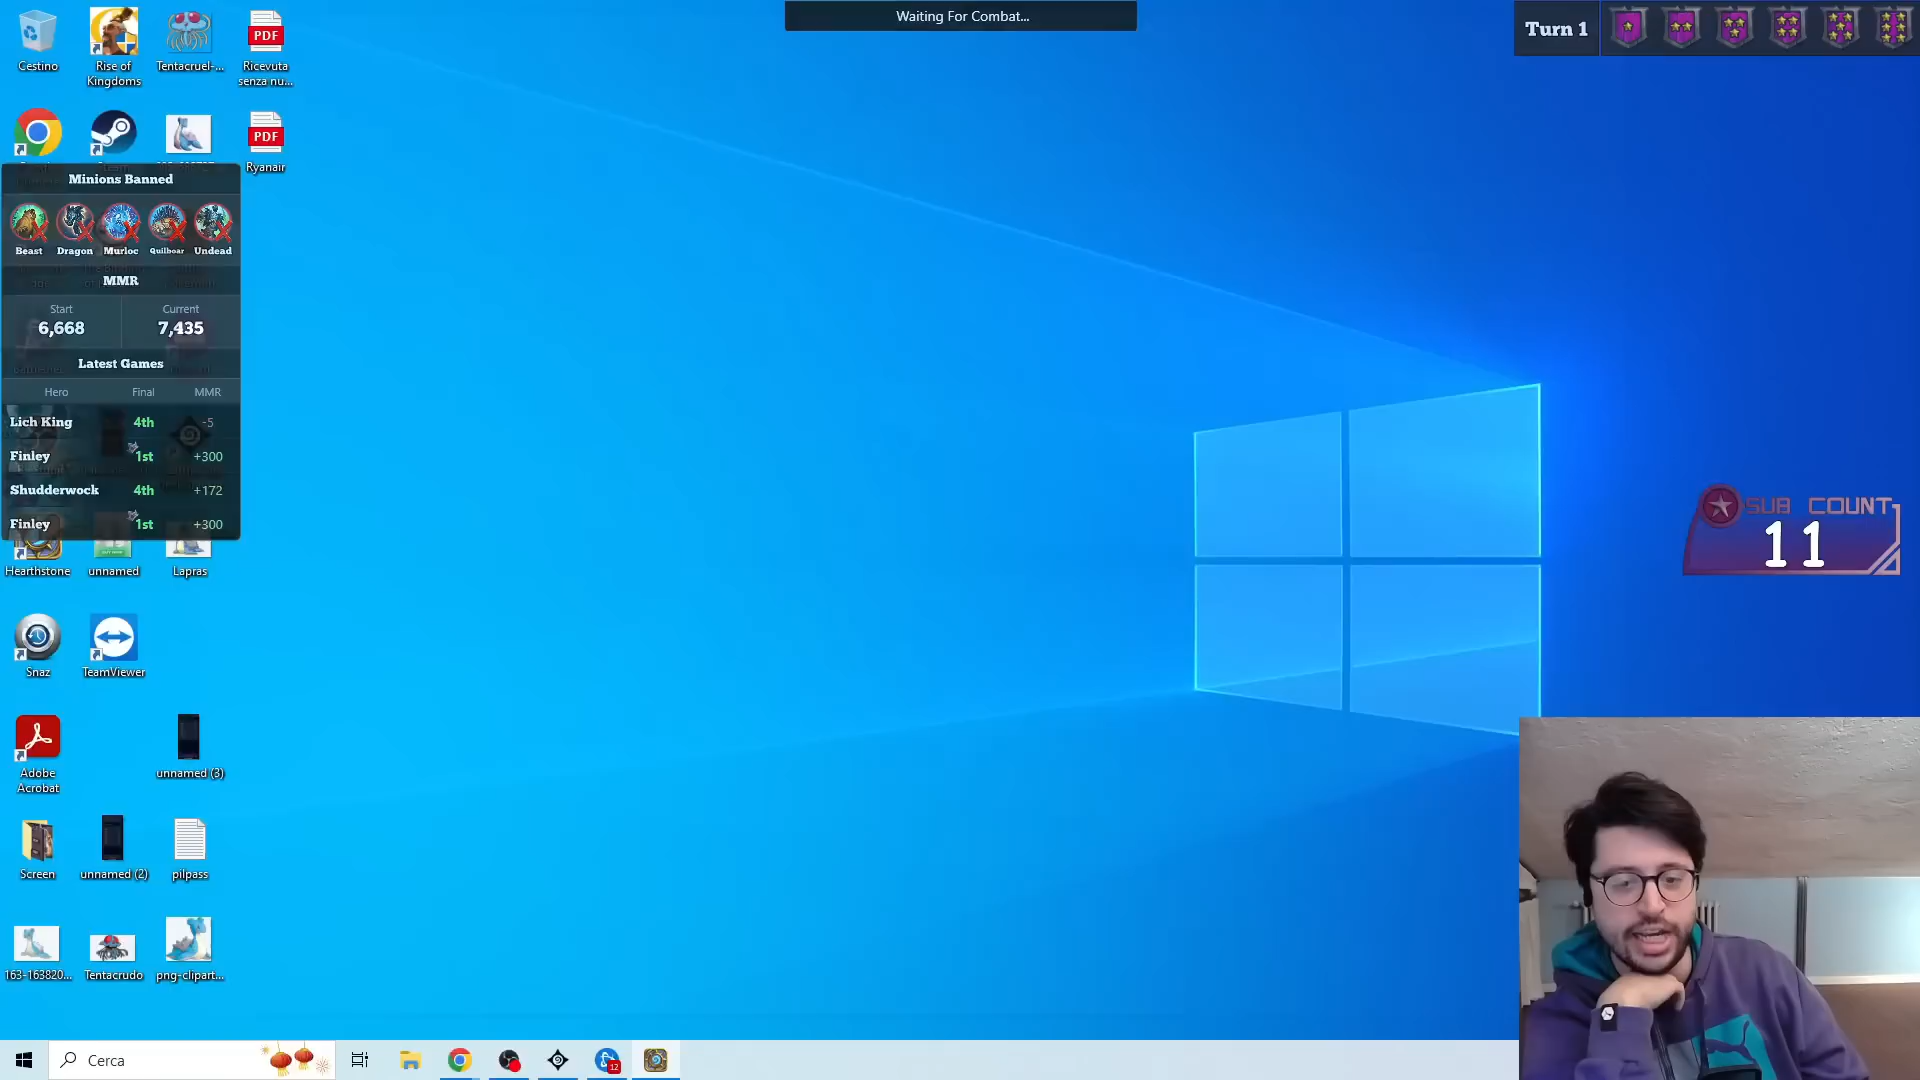 Waiting For Combat...
Turn 1
Cestino
Rise of
Kingdoms
Tentacruel-...
Ricevuta
senza nu...
Ryanair
Minions Banned
Beast
Dragon
Murloc
Quilboar
Undead
MMR
Start
Current
6,668
7,435
Latest Games
Hero
Final
MMR
Lich King
4th
-5
Finley
1st
+300
Shudderwock
4th
+172
Finley
1st
+300
SUB COUNT
11
Hearthstone
unnamed
Lapras
Snaz
TeamViewer
Adobe
Acrobat
unnamed (3)
Screen
unnamed (2)
pilpass
163-163820...
Tentacrudo
png-clipart...
PDF
PDF
Cerca
12